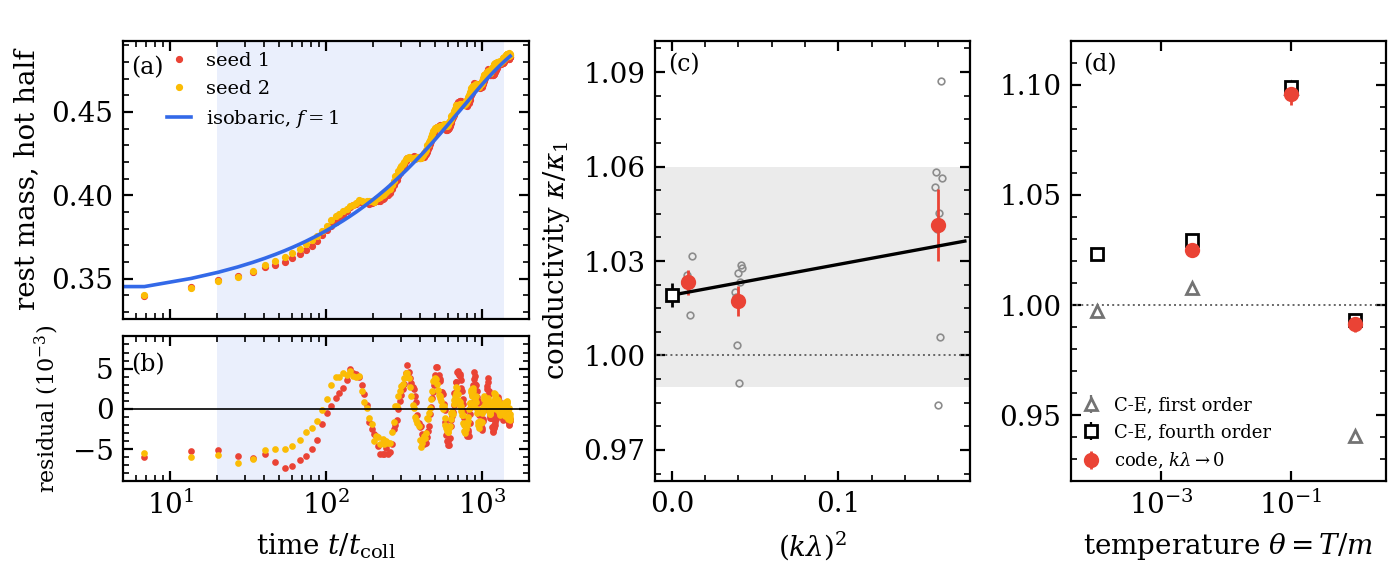 (a)
seed 1
seed 2
isobaric, f = 1
rest mass, hot half
0.45
0.40
0.35
(b)
residual (10⁻³)
5
0
−5
10¹
10²
10³
time t/t_coll
(c)
conductivity κ/κ₁
1.09
1.06
1.03
1.00
0.97
0.0
0.1
(kλ)²
(d)
1.10
1.05
1.00
0.95
C-E, first order
C-E, fourth order
code, kλ → 0
10⁻³
10⁻¹
temperature θ = T/m